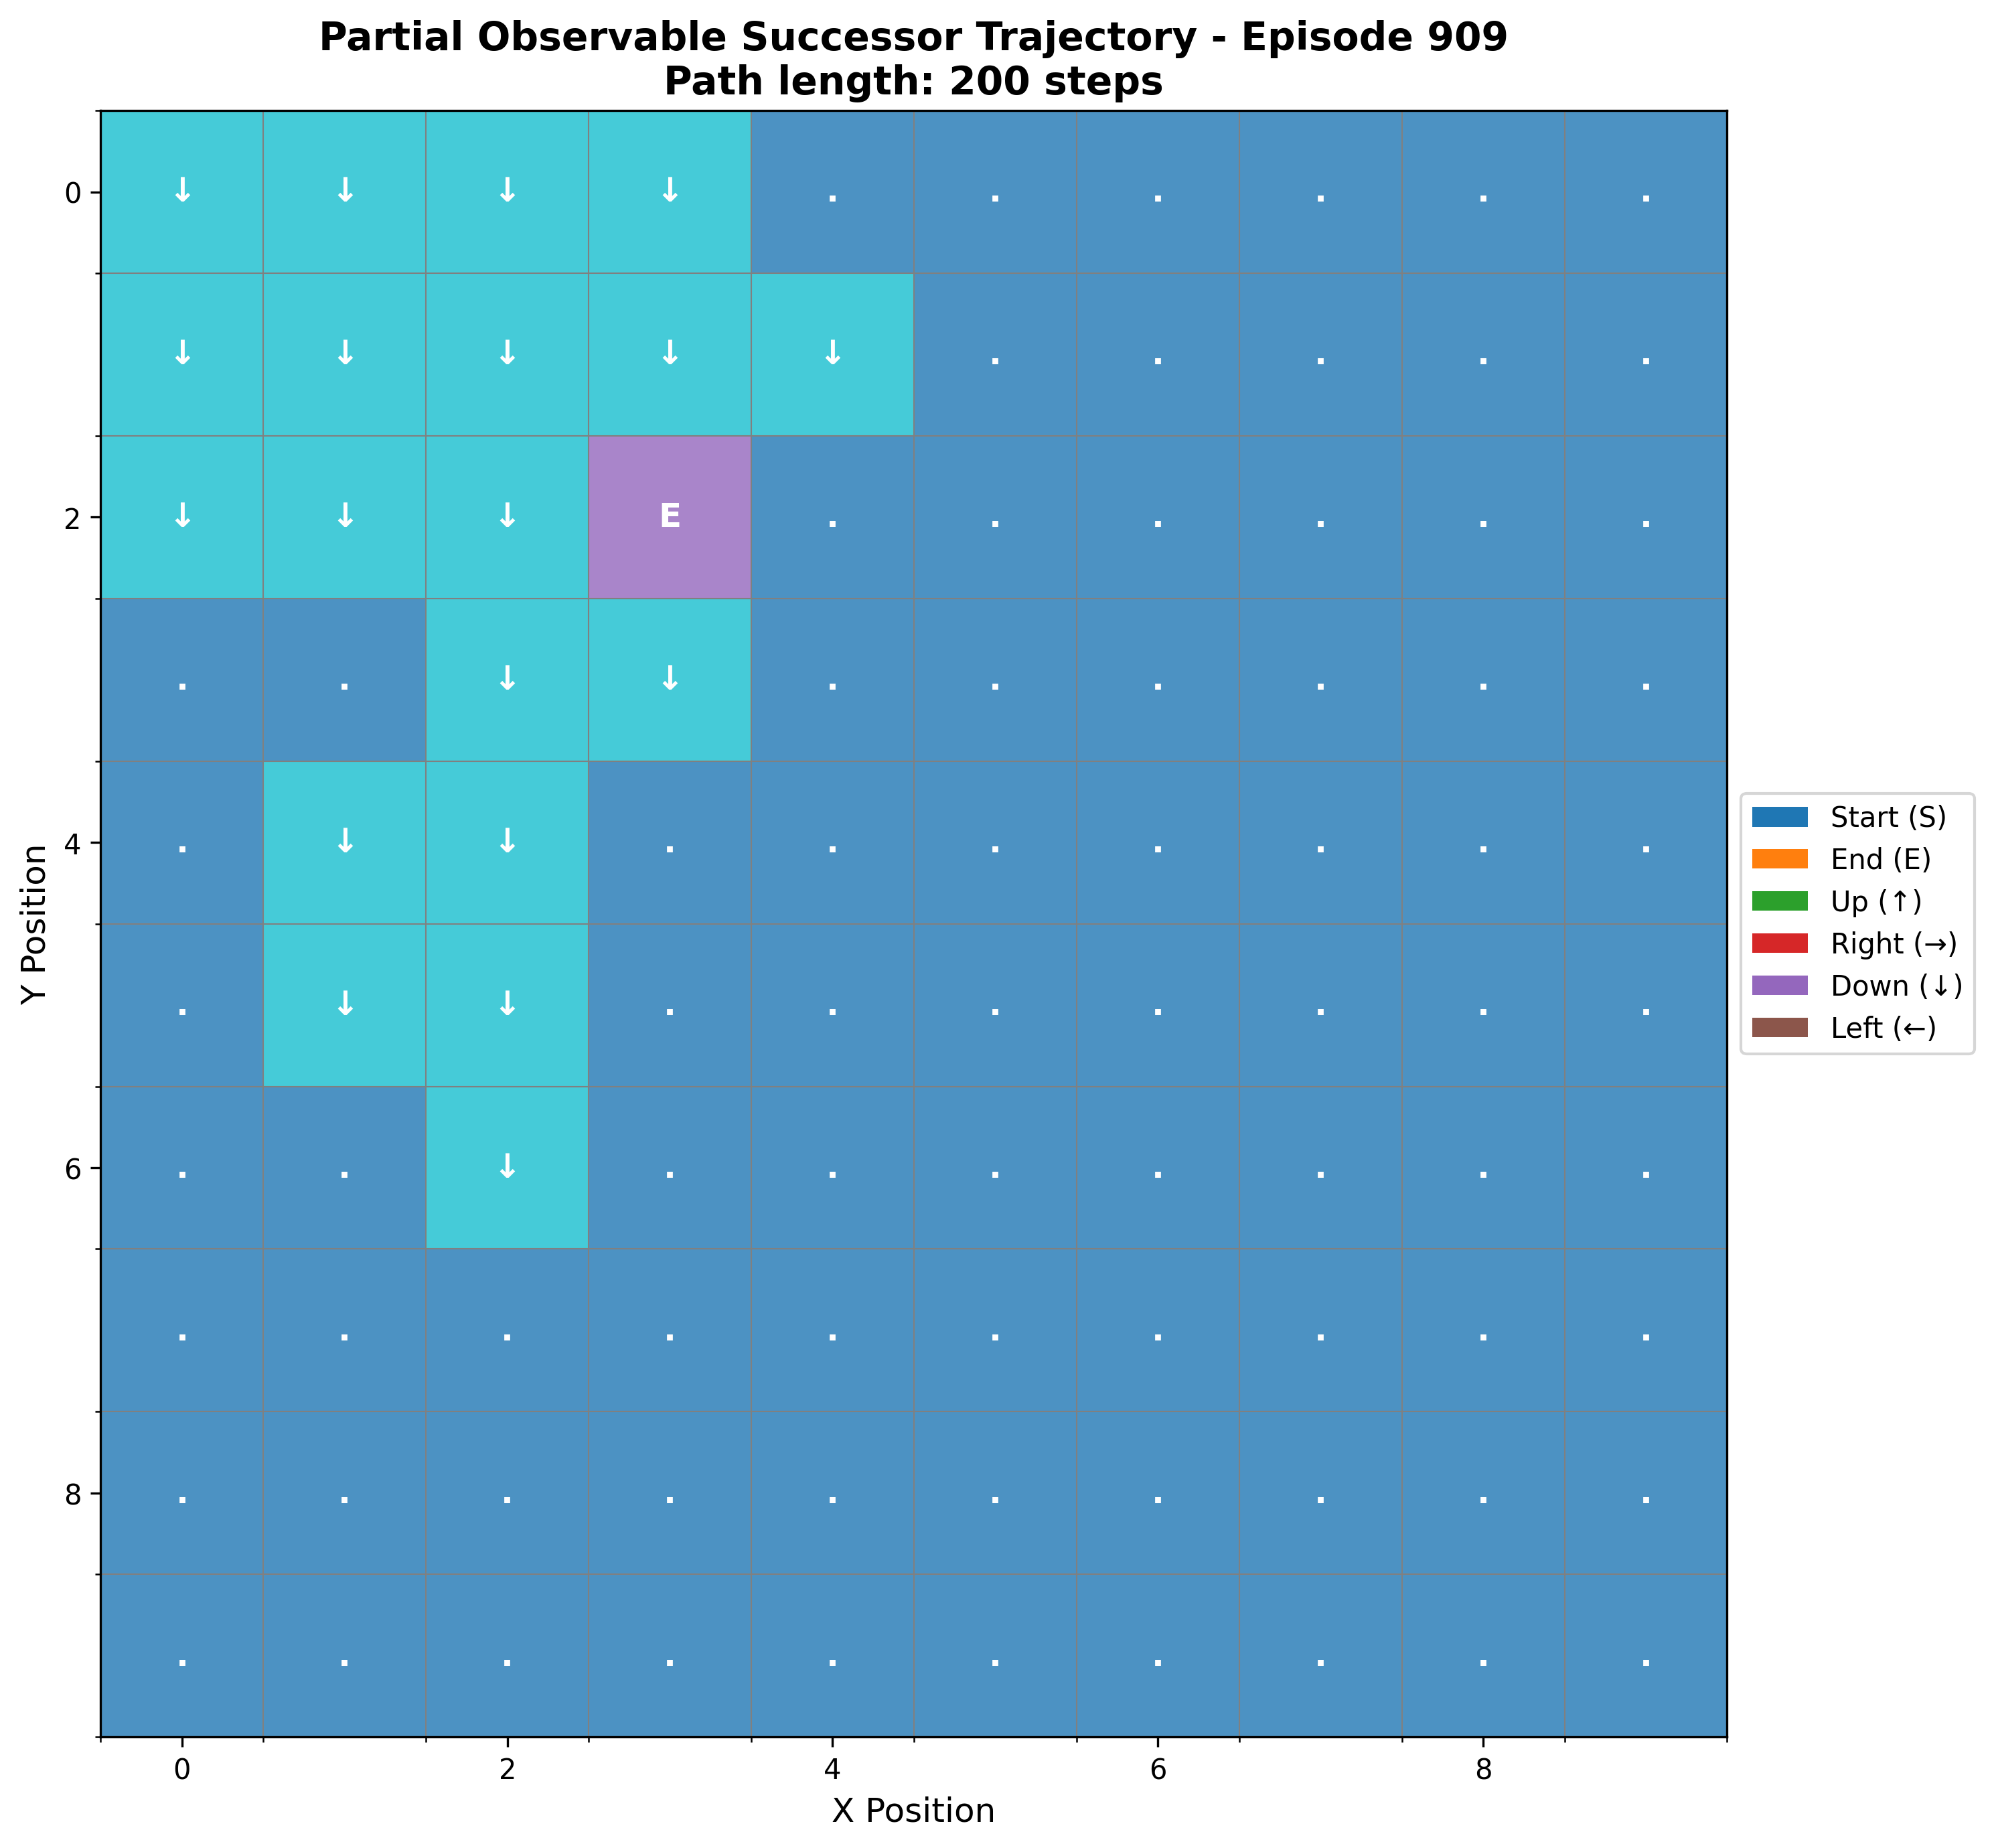 Partial Observable Successor Trajectory - Episode 909
Path length: 200 steps
0 ↓ ↓ ↓ ↓ . . . . . .
↓ ↓ ↓ ↓ ↓ . . . . .
2 ↓ ↓ ↓ E . . . . . .
. . ↓ ↓ . . . . . .
4 . ↓ ↓ . . . . . . .
. ↓ ↓ . . . . . . .
6 . . ↓ . . . . . . .
. . . . . . . . . .
8 . . . . . . . . . .
. . . . . . . . . .
0 2 4 6 8
X Position
Y Position
Start (S)
End (E)
Up (↑)
Right (→)
Down (↓)
Left (←)